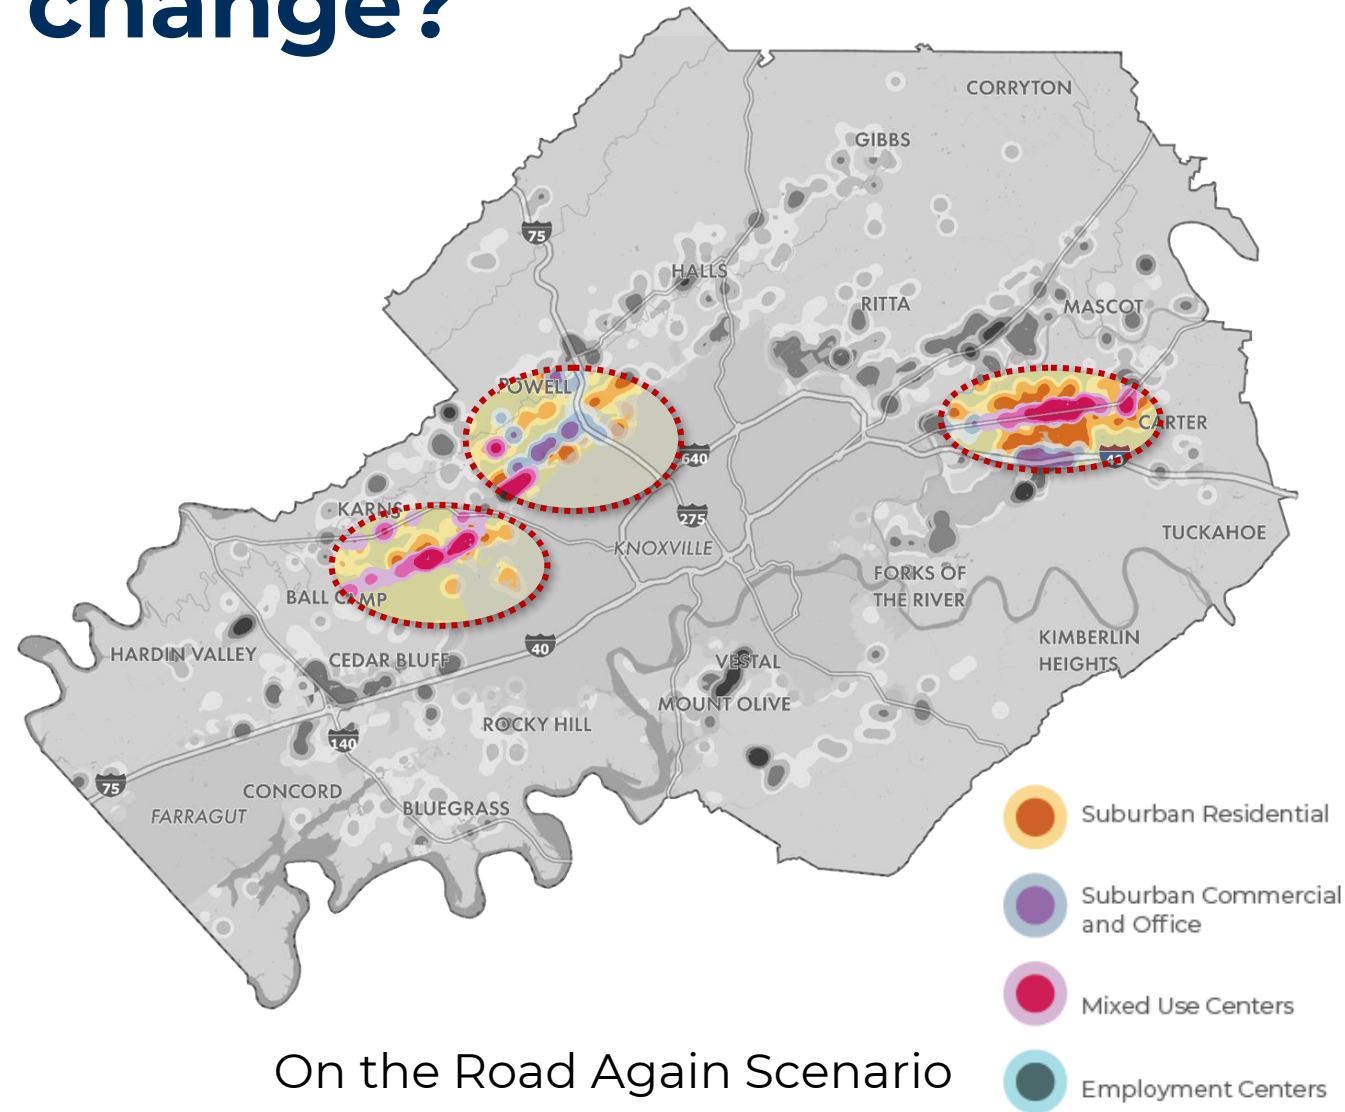 change?
CORRYTON
GIBBS
75
HALLS
RITTA
MASCOT
POWELL
CARTER
640
40
KARNS
275
KNOXVILLE
TUCKAHOE
FORKS OF
THE RIVER
BALL CAMP
KIMBERLIN
HEIGHTS
HARDIN VALLEY
CEDAR BLUFF
40
VESTAL
MOUNT OLIVE
ROCKY HILL
140
75
CONCORD
FARRAGUT
BLUEGRASS
Suburban Residential
Suburban Commercial
and Office
Mixed Use Centers
On the Road Again Scenario
Employment Centers